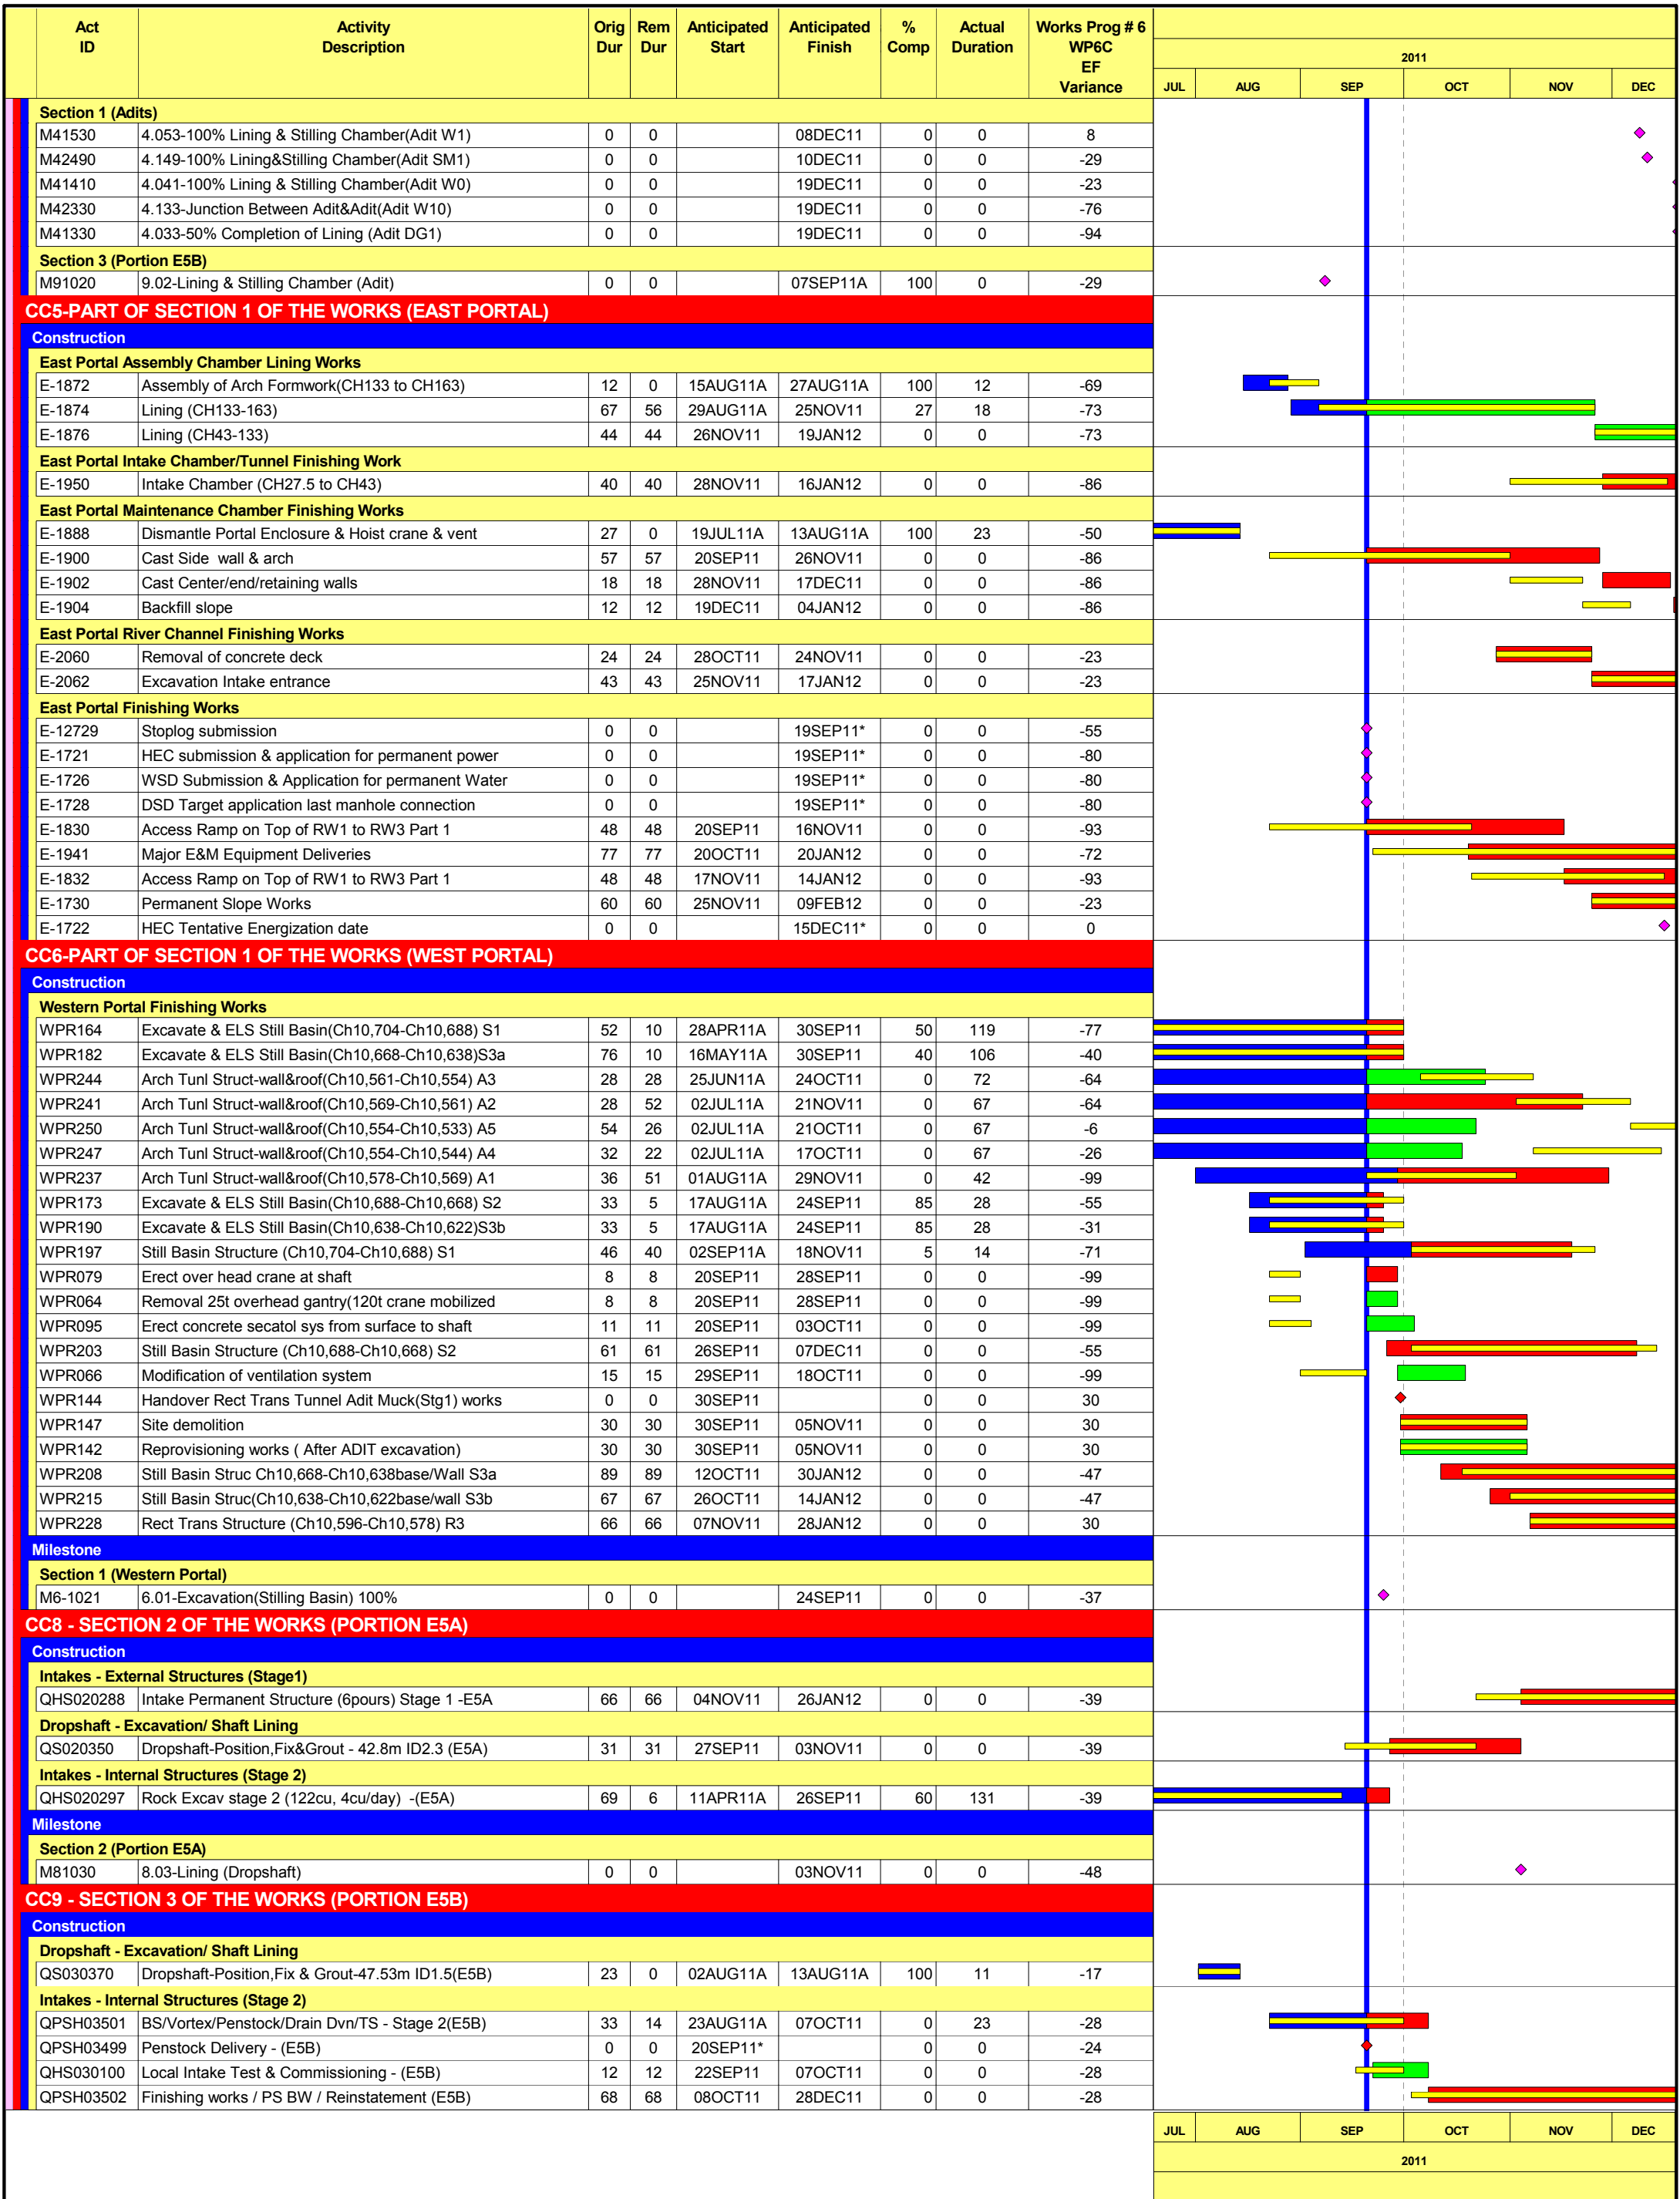 Act ID Activity Description Orig Dur Rem Dur Anticipated Start Anticipated Finish % Comp Actual Duration Works Prog # 6 WP6C EF Variance
2011
JUL AUG SEP OCT NOV DEC
Section 1 (Adits)
M41530 4.053-100% Lining & Stilling Chamber(Adit W1) 0 0 08DEC11 0 0 8
M42490 4.149-100% Lining&Stilling Chamber(Adit SM1) 0 0 10DEC11 0 0 -29
M41410 4.041-100% Lining & Stilling Chamber(Adit W0) 0 0 19DEC11 0 0 -23
M42330 4.133-Junction Between Adit&Adit(Adit W10) 0 0 19DEC11 0 0 -76
M41330 4.033-50% Completion of Lining (Adit DG1) 0 0 19DEC11 0 0 -94
Section 3 (Portion E5B)
M91020 9.02-Lining & Stilling Chamber (Adit) 0 0 07SEP11A 100 0 -29
CC5-PART OF SECTION 1 OF THE WORKS (EAST PORTAL)
Construction
East Portal Assembly Chamber Lining Works
E-1872 Assembly of Arch Formwork(CH133 to CH163) 12 0 15AUG11A 27AUG11A 100 12 -69
E-1874 Lining (CH133-163) 67 56 29AUG11A 25NOV11 27 18 -73
E-1876 Lining (CH43-133) 44 44 26NOV11 19JAN12 0 0 -73
East Portal Intake Chamber/Tunnel Finishing Work
E-1950 Intake Chamber (CH27.5 to CH43) 40 40 28NOV11 16JAN12 0 0 -86
East Portal Maintenance Chamber Finishing Works
E-1888 Dismantle Portal Enclosure & Hoist crane & vent 27 0 19JUL11A 13AUG11A 100 23 -50
E-1900 Cast Side wall & arch 57 57 20SEP11 26NOV11 0 0 -86
E-1902 Cast Center/end/retaining walls 18 18 28NOV11 17DEC11 0 0 -86
E-1904 Backfill slope 12 12 19DEC11 04JAN12 0 0 -86
East Portal River Channel Finishing Works
E-2060 Removal of concrete deck 24 24 28OCT11 24NOV11 0 0 -23
E-2062 Excavation Intake entrance 43 43 25NOV11 17JAN12 0 0 -23
East Portal Finishing Works
E-12729 Stoplog submission 0 0 19SEP11* 0 0 -55
E-1721 HEC submission & application for permanent power 0 0 19SEP11* 0 0 -80
E-1726 WSD Submission & Application for permanent Water 0 0 19SEP11* 0 0 -80
E-1728 DSD Target application last manhole connection 0 0 19SEP11* 0 0 -80
E-1830 Access Ramp on Top of RW1 to RW3 Part 1 48 48 20SEP11 16NOV11 0 0 -93
E-1941 Major E&M Equipment Deliveries 77 77 20OCT11 20JAN12 0 0 -72
E-1832 Access Ramp on Top of RW1 to RW3 Part 1 48 48 17NOV11 14JAN12 0 0 -93
E-1730 Permanent Slope Works 60 60 25NOV11 09FEB12 0 0 -23
E-1722 HEC Tentative Energization date 0 0 15DEC11* 0 0 0
CC6-PART OF SECTION 1 OF THE WORKS (WEST PORTAL)
Construction
Western Portal Finishing Works
WPR164 Excavate & ELS Still Basin(Ch10,704-Ch10,688) S1 52 10 28APR11A 30SEP11 50 119 -77
WPR182 Excavate & ELS Still Basin(Ch10,668-Ch10,638)S3a 76 10 16MAY11A 30SEP11 40 106 -40
WPR244 Arch Tunl Struct-wall&roof(Ch10,561-Ch10,554) A3 28 28 25JUN11A 24OCT11 0 72 -64
WPR241 Arch Tunl Struct-wall&roof(Ch10,569-Ch10,561) A2 28 52 02JUL11A 21NOV11 0 67 -64
WPR250 Arch Tunl Struct-wall&roof(Ch10,554-Ch10,533) A5 54 26 02JUL11A 21OCT11 0 67 -6
WPR247 Arch Tunl Struct-wall&roof(Ch10,554-Ch10,544) A4 32 22 02JUL11A 17OCT11 0 67 -26
WPR237 Arch Tunl Struct-wall&roof(Ch10,578-Ch10,569) A1 36 51 01AUG11A 29NOV11 0 42 -99
WPR173 Excavate & ELS Still Basin(Ch10,688-Ch10,668) S2 33 5 17AUG11A 24SEP11 85 28 -55
WPR190 Excavate & ELS Still Basin(Ch10,638-Ch10,622)S3b 33 5 17AUG11A 24SEP11 85 28 -31
WPR197 Still Basin Structure (Ch10,704-Ch10,688) S1 46 40 02SEP11A 18NOV11 5 14 -71
WPR079 Erect over head crane at shaft 8 8 20SEP11 28SEP11 0 0 -99
WPR064 Removal 25t overhead gantry(120t crane mobilized 8 8 20SEP11 28SEP11 0 0 -99
WPR095 Erect concrete secatol sys from surface to shaft 11 11 20SEP11 03OCT11 0 0 -99
WPR203 Still Basin Structure (Ch10,688-Ch10,668) S2 61 61 26SEP11 07DEC11 0 0 -55
WPR066 Modification of ventilation system 15 15 29SEP11 18OCT11 0 0 -99
WPR144 Handover Rect Trans Tunnel Adit Muck(Stg1) works 0 0 30SEP11 0 0 30
WPR147 Site demolition 30 30 30SEP11 05NOV11 0 0 30
WPR142 Reprovisioning works ( After ADIT excavation) 30 30 30SEP11 05NOV11 0 0 30
WPR208 Still Basin Struc Ch10,668-Ch10,638base/Wall S3a 89 89 12OCT11 30JAN12 0 0 -47
WPR215 Still Basin Struc(Ch10,638-Ch10,622base/wall S3b 67 67 26OCT11 14JAN12 0 0 -47
WPR228 Rect Trans Structure (Ch10,596-Ch10,578) R3 66 66 07NOV11 28JAN12 0 0 30
Milestone
Section 1 (Western Portal)
M6-1021 6.01-Excavation(Stilling Basin) 100% 0 0 24SEP11 0 0 -37
CC8 - SECTION 2 OF THE WORKS (PORTION E5A)
Construction
Intakes - External Structures (Stage1)
QHS020288 Intake Permanent Structure (6pours) Stage 1 -E5A 66 66 04NOV11 26JAN12 0 0 -39
Dropshaft - Excavation/ Shaft Lining
QS020350 Dropshaft-Position,Fix&Grout - 42.8m ID2.3 (E5A) 31 31 27SEP11 03NOV11 0 0 -39
Intakes - Internal Structures (Stage 2)
QHS020297 Rock Excav stage 2 (122cu, 4cu/day) -(E5A) 69 6 11APR11A 26SEP11 60 131 -39
Milestone
Section 2 (Portion E5A)
M81030 8.03-Lining (Dropshaft) 0 0 03NOV11 0 0 -48
CC9 - SECTION 3 OF THE WORKS (PORTION E5B)
Construction
Dropshaft - Excavation/ Shaft Lining
QS030370 Dropshaft-Position,Fix & Grout-47.53m ID1.5(E5B) 23 0 02AUG11A 13AUG11A 100 11 -17
Intakes - Internal Structures (Stage 2)
QPSH03501 BS/Vortex/Penstock/Drain Dvn/TS - Stage 2(E5B) 33 14 23AUG11A 07OCT11 0 23 -28
QPSH03499 Penstock Delivery - (E5B) 0 0 20SEP11* 0 0 -24
QHS030100 Local Intake Test & Commissioning - (E5B) 12 12 22SEP11 07OCT11 0 0 -28
QPSH03502 Finishing works / PS BW / Reinstatement (E5B) 68 68 08OCT11 28DEC11 0 0 -28
JUL AUG SEP OCT NOV DEC
2011